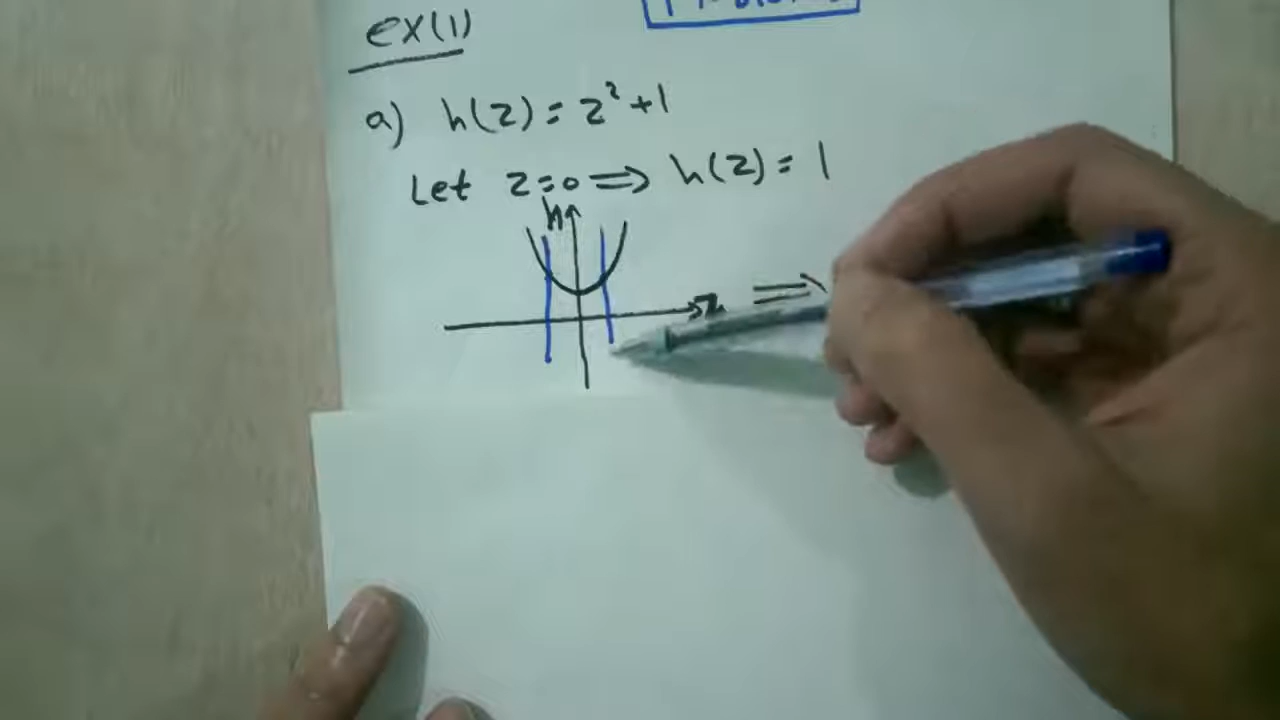 ex(1)
a) h(z) = z² + 1
Let z = 0 ⟹ h(z) = 1
h
z ⟹